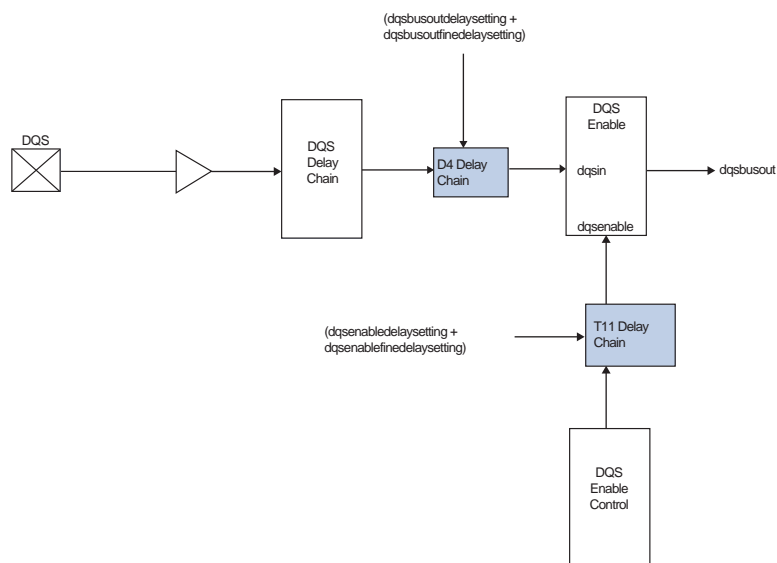 (dqsbusoutdelaysetting +
dqsbusoutfinedelaysetting)
DQS
DQS
Delay
Chain
D4 Delay
Chain
DQS
Enable
dqsin
dqsenable
dqsbusout
(dqsenabledelaysetting +
dqsenablefinedelaysetting)
T11 Delay
Chain
DQS
Enable
Control